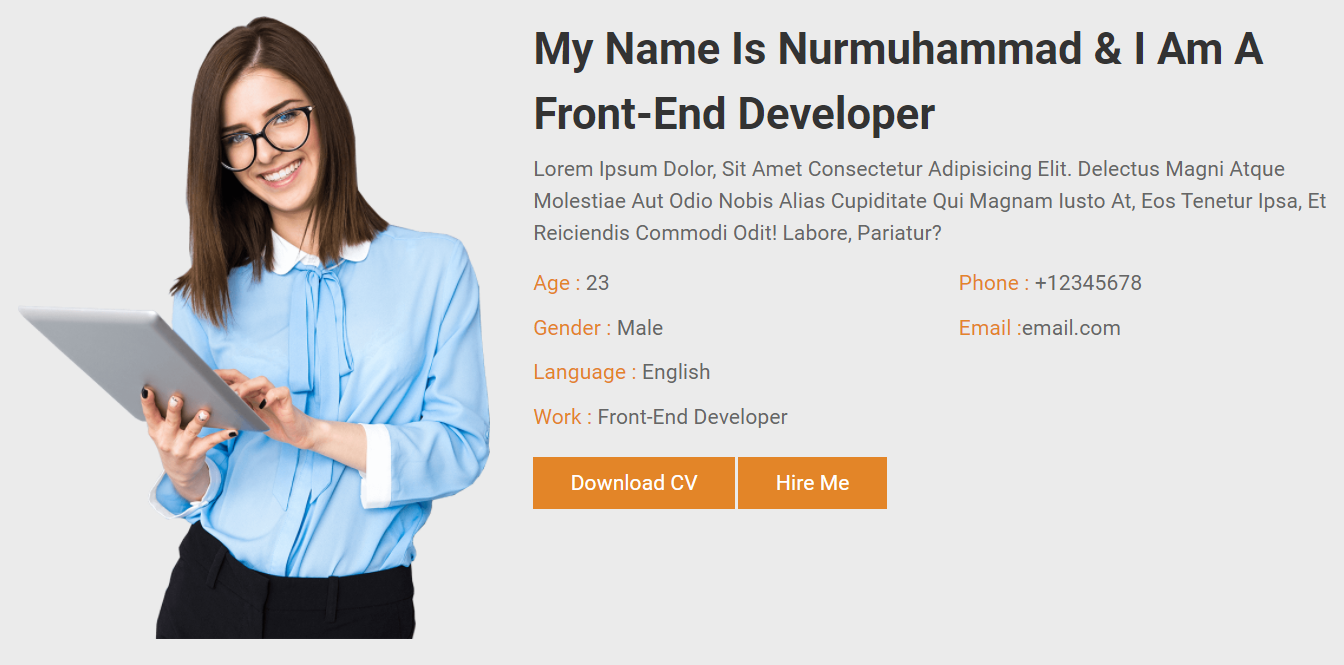 My Name Is Nurmuhammad & I Am A
Front-End Developer
Lorem Ipsum Dolor, Sit Amet Consectetur Adipisicing Elit. Delectus Magni Atque
Molestiae Aut Odio Nobis Alias Cupiditate Qui Magnam Iusto At, Eos Tenetur Ipsa, Et
Reiciendis Commodi Odit! Labore, Pariatur?
Age : 23
Phone : +12345678
Gender : Male
Email :email.com
Language : English
Work : Front-End Developer
Download CV
Hire Me